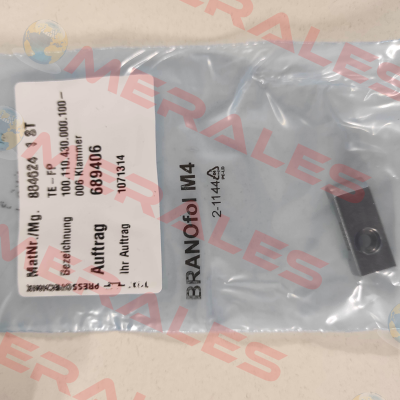 MatNr./Mg. 884624 1 ST
TE-FP
Bezeichnung 100.110.430.000.100-
006 Klammer
Auftrag 689406
Ihr Auftrag 1071314
BRANOfol M4
2-1144
MERALES
MERALES
MERALES